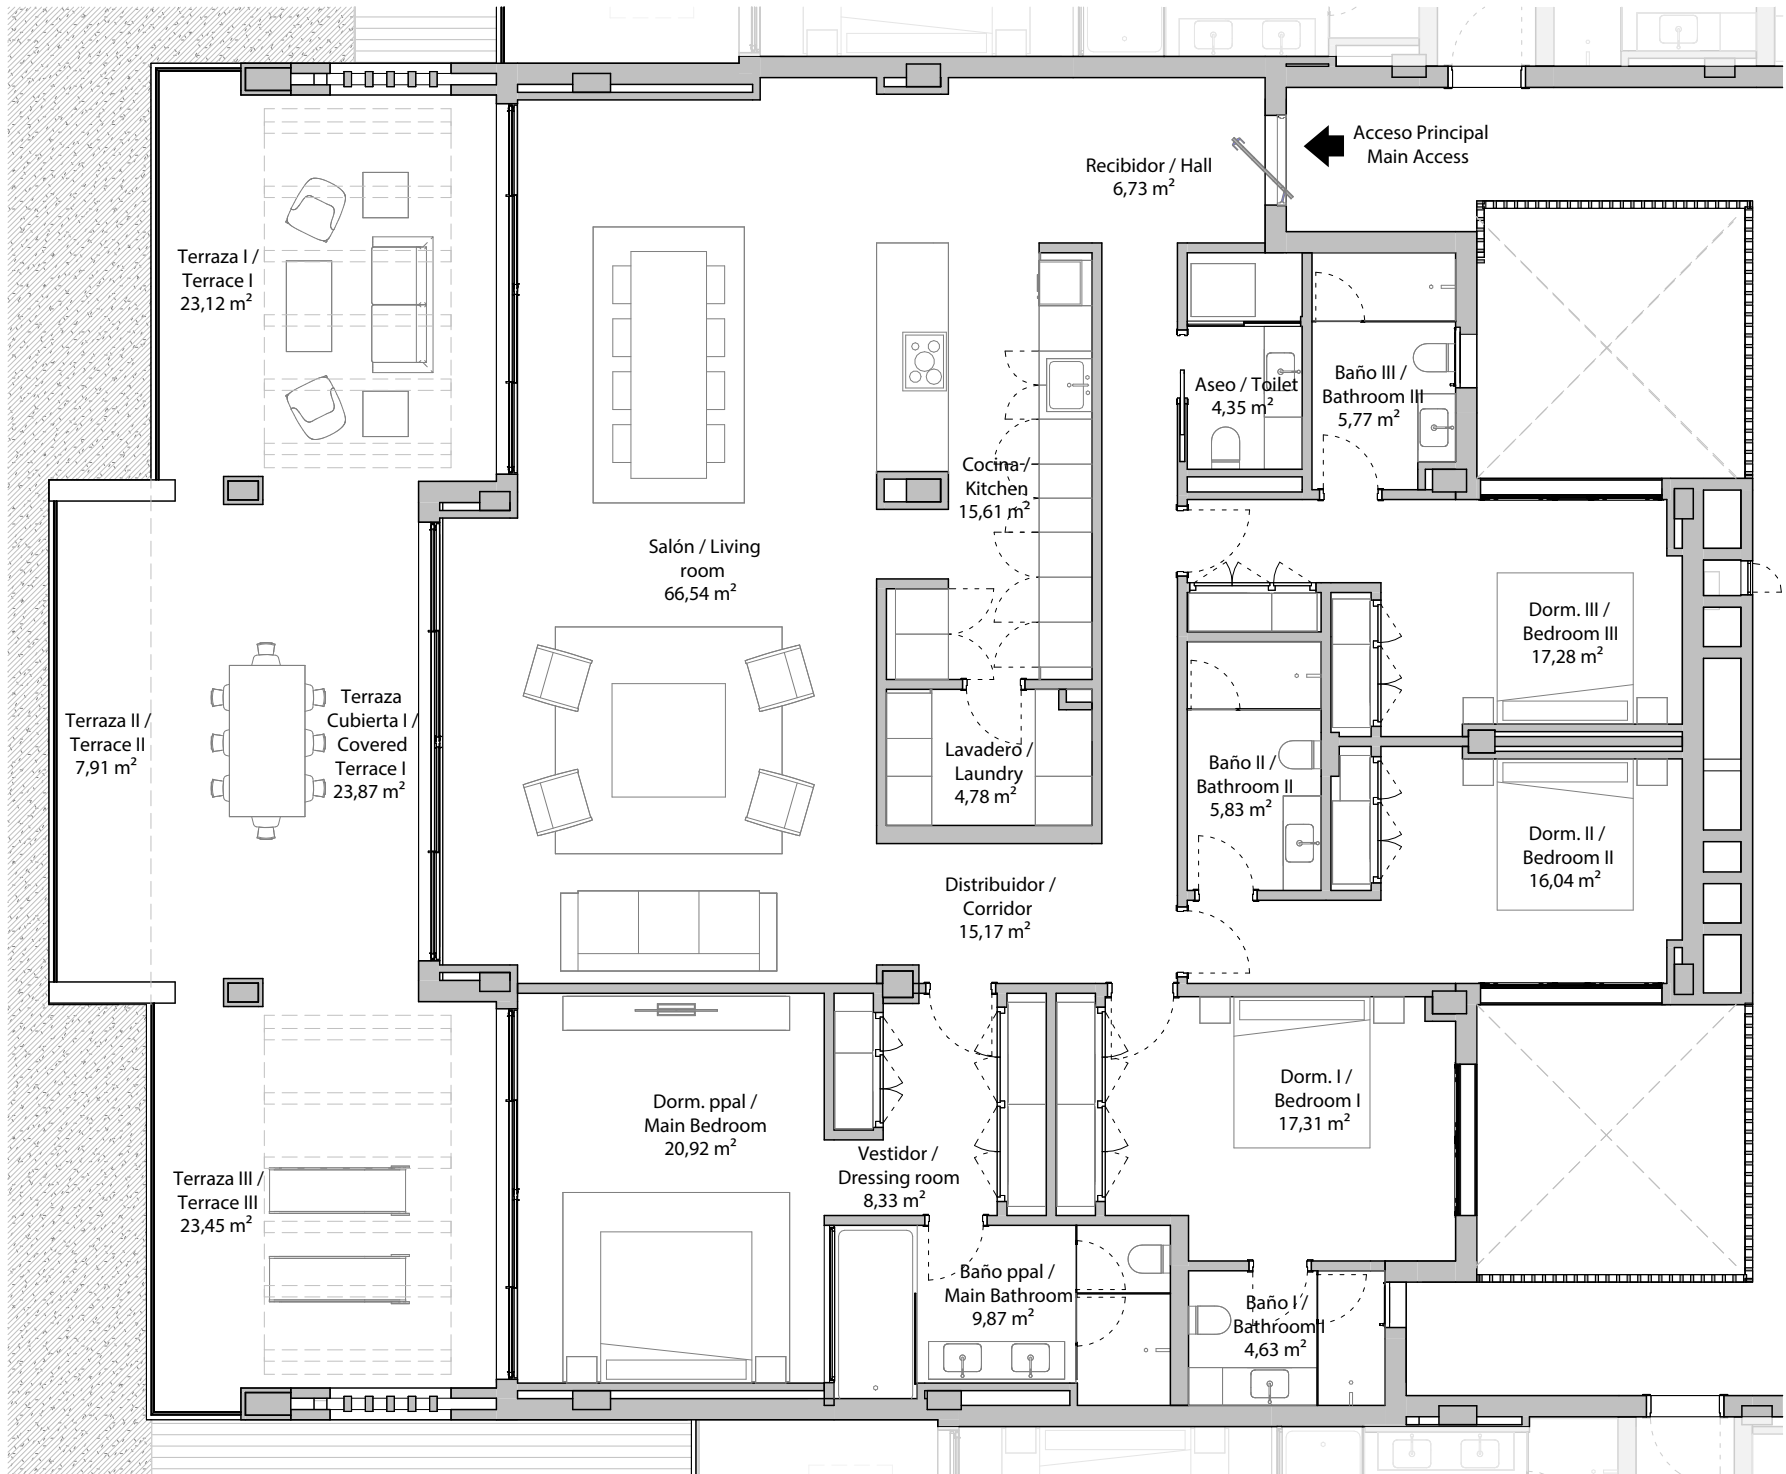 Acceso Principal
Main Access
Recibidor / Hall
6,73 m²
Terraza I /
Terrace I
23,12 m²
Aseo / Toilet
4,35 m²
Baño III /
Bathroom III
5,77 m²
Cocina /
Kitchen
15,61 m²
Salón / Living
room
66,54 m²
Dorm. III /
Bedroom III
17,28 m²
Terraza II /
Terrace II
7,91 m²
Terraza
Cubierta I /
Covered
Terrace I
23,87 m²
Lavadero /
Laundry
4,78 m²
Baño II /
Bathroom II
5,83 m²
Dorm. II /
Bedroom II
16,04 m²
Distribuidor /
Corridor
15,17 m²
Dorm. ppal /
Main Bedroom
20,92 m²
Dorm. I /
Bedroom I
17,31 m²
Vestidor /
Dressing room
8,33 m²
Terraza III /
Terrace III
23,45 m²
Baño ppal /
Main Bathroom
9,87 m²
Baño I /
Bathroom I
4,63 m²